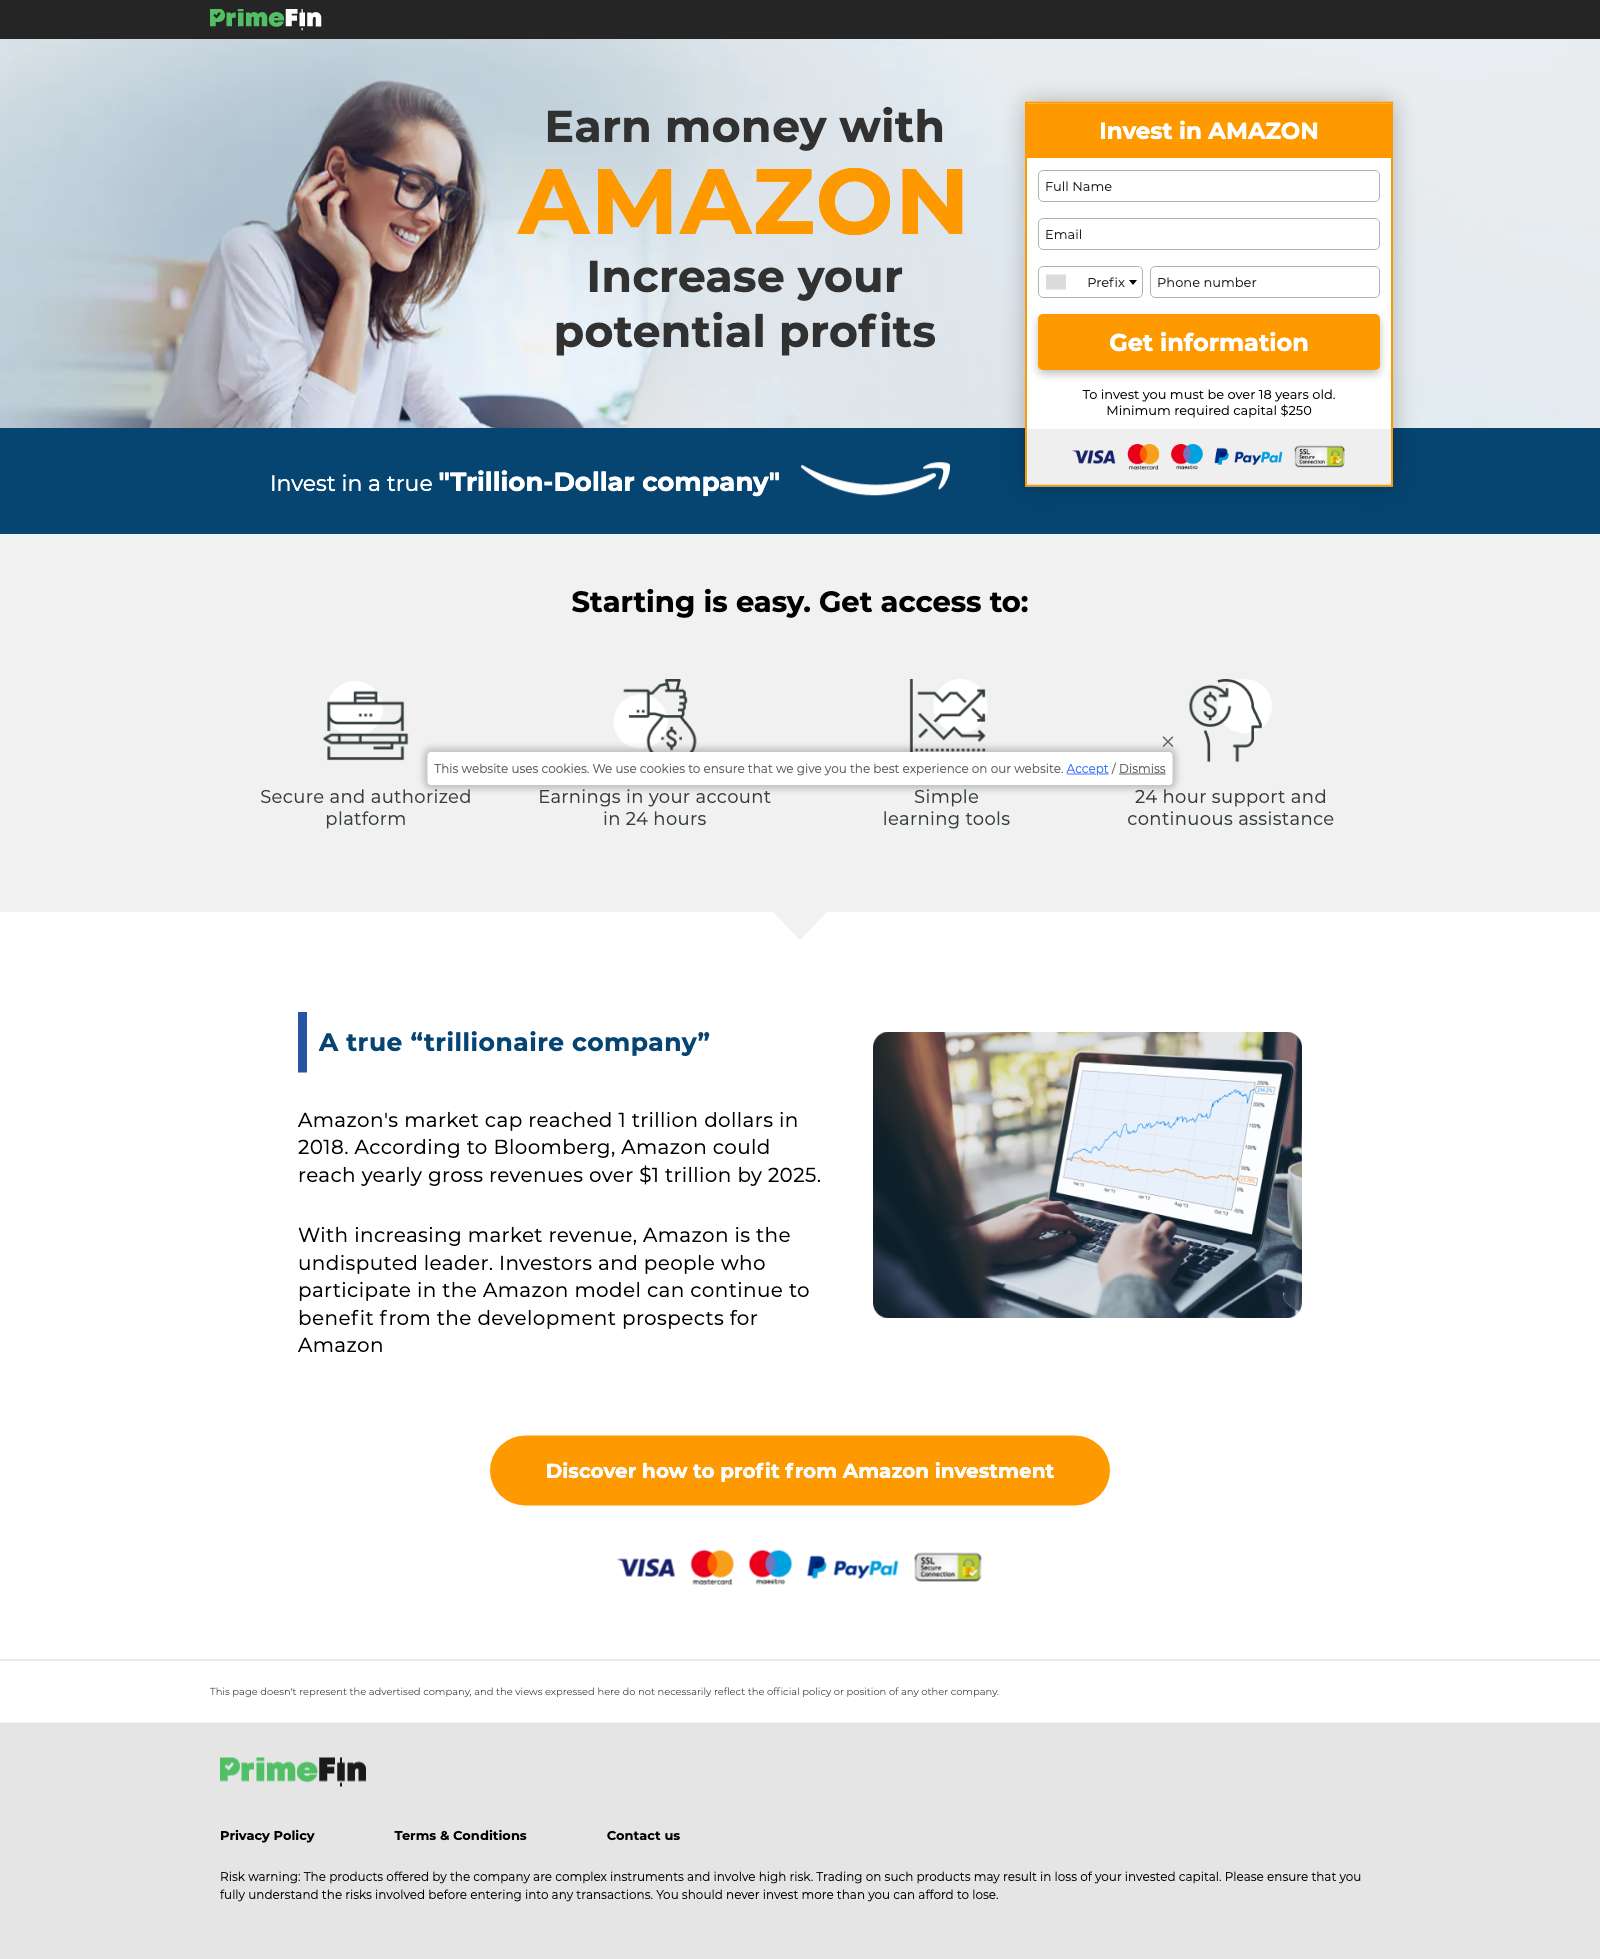 PrimeFin
Earn money with
AMAZON
Increase your
potential profits
Invest in AMAZON
Full Name
Email
Prefix
Phone number
Get information
To invest you must be over 18 years old.
Minimum required capital $250
VISA mastercard maestro PayPal SSL Secure Connection
Invest in a true "Trillion-Dollar company"
Starting is easy. Get access to:
This website uses cookies. We use cookies to ensure that we give you the best experience on our website. Accept / Dismiss
Secure and authorized
platform
Earnings in your account
in 24 hours
Simple
learning tools
24 hour support and
continuous assistance
A true “trillionaire company”
Amazon's market cap reached 1 trillion dollars in
2018. According to Bloomberg, Amazon could
reach yearly gross revenues over $1 trillion by 2025.
With increasing market revenue, Amazon is the
undisputed leader. Investors and people who
participate in the Amazon model can continue to
benefit from the development prospects for
Amazon
Discover how to profit from Amazon investment
VISA mastercard maestro PayPal SSL Secure Connection
This page doesn't represent the advertised company, and the views expressed here do not necessarily reflect the official policy or position of any other company.
PrimeFin
Privacy Policy
Terms & Conditions
Contact us
Risk warning: The products offered by the company are complex instruments and involve high risk. Trading on such products may result in loss of your invested capital. Please ensure that you
fully understand the risks involved before entering into any transactions. You should never invest more than you can afford to lose.